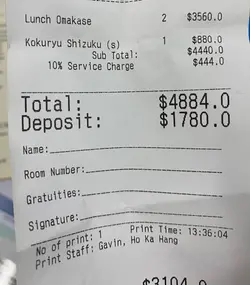 Lunch Omakase 2 $3560.0
Kokuryu Shizuku (s) 1 $880.0
Sub Total: $4440.0
10% Service Charge $444.0
Total: $4884.0
Deposit: $1780.0
Name:
Room Number:
Gratuities:
Signature:
No of print: 1 Print Time: 13:36:04
Print Staff: Gavin, Ho Ka Hang
$3104.0